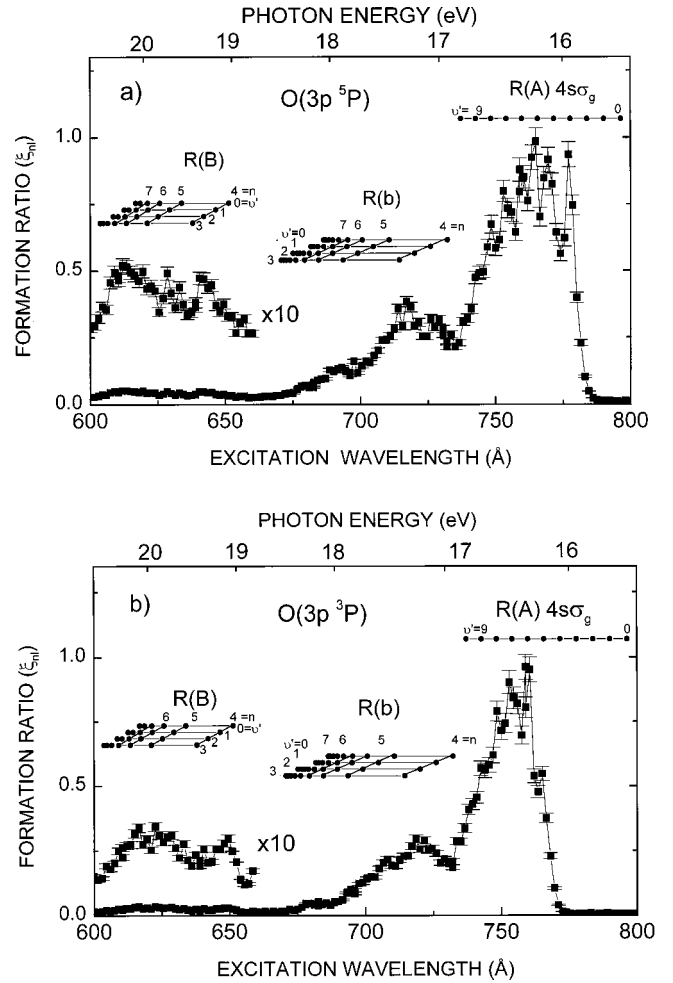 PHOTON ENERGY (eV)
20 19 18 17 16
a)
O(3p ⁵P)
R(A) 4sσg
υ'= 9 0
1.0
R(B)
7 6 5 4 =n
0=υ'
1
2
3
R(b)
7 6 5 4 =n
υ'=0
1
2
3
0.5
x10
0.0
600 650 700 750 800
FORMATION RATIO (ξnl)
EXCITATION WAVELENGTH (Å)
PHOTON ENERGY (eV)
20 19 18 17 16
b)
O(3p ³P)
R(A) 4sσg
υ'=9 0
1.0
R(B)
6 5 4 =n
0=υ'
1
2
3
R(b)
7 6 5 4 =n
υ'=0
1
2
3
0.5
x10
0.0
600 650 700 750 800
FORMATION RATIO (ξnl)
EXCITATION WAVELENGTH (Å)